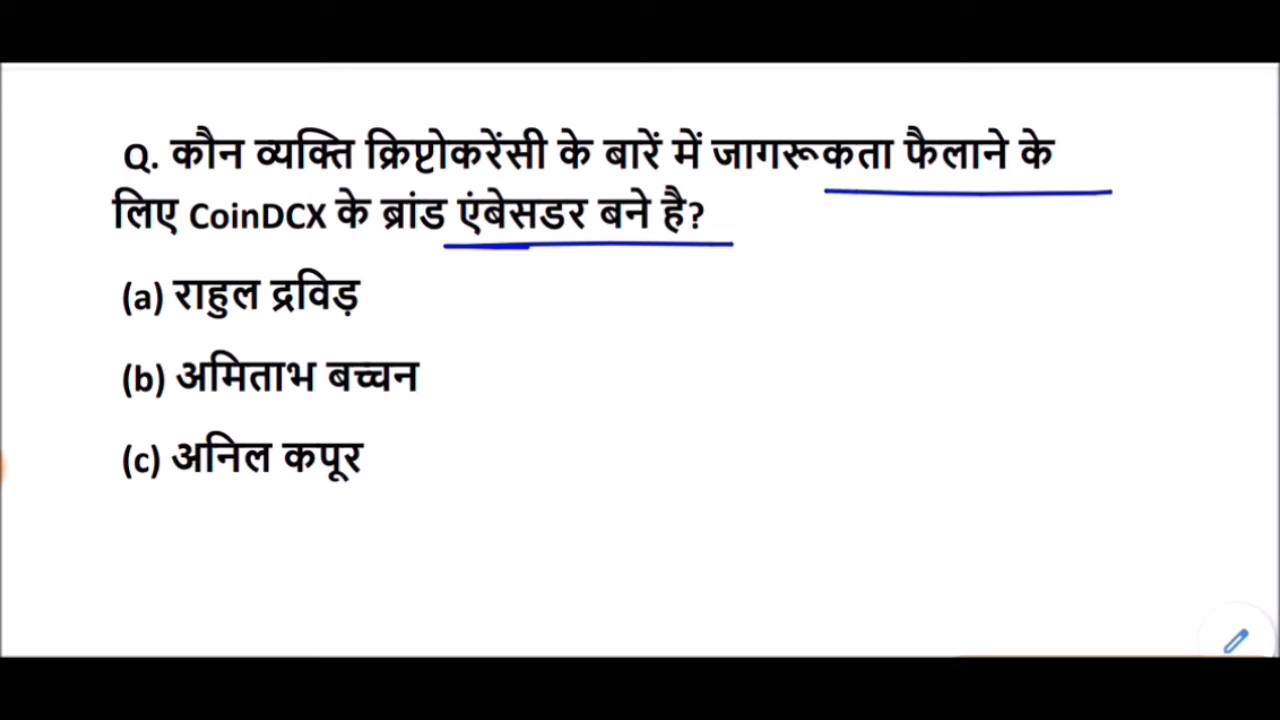 Q. कौन व्यक्ति क्रिप्टोकरेंसी के बारें में जागरूकता फैलाने के
लिए CoinDCX के ब्रांड एंबेसडर बने है?
(a) राहुल द्रविड़
(b) अमिताभ बच्चन
(c) अनिल कपूर